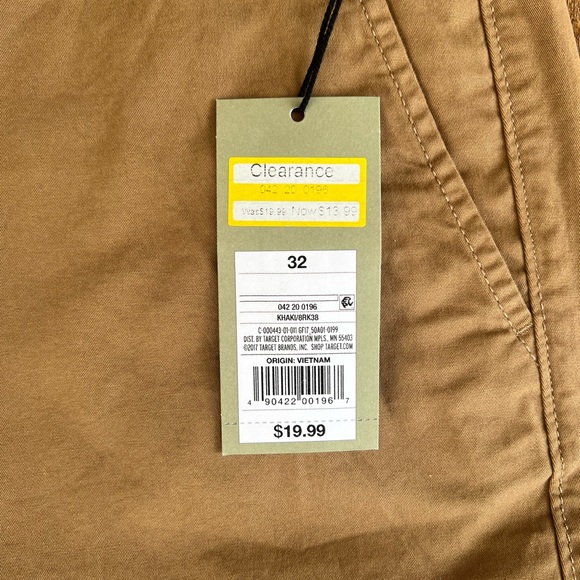 Clearance
042 20 0196
Was$19.99 Now$13.99
32
042 20 0196
KHAKI/8RK38
C-000443-01-011 GF17_50A01-0199
DIST. BY TARGET CORPORATION MPLS, MN 55403
©2017 TARGET BRANDS, INC. SHOP TARGET.COM
ORIGIN: VIETNAM
4 90422 00196 7
$19.99